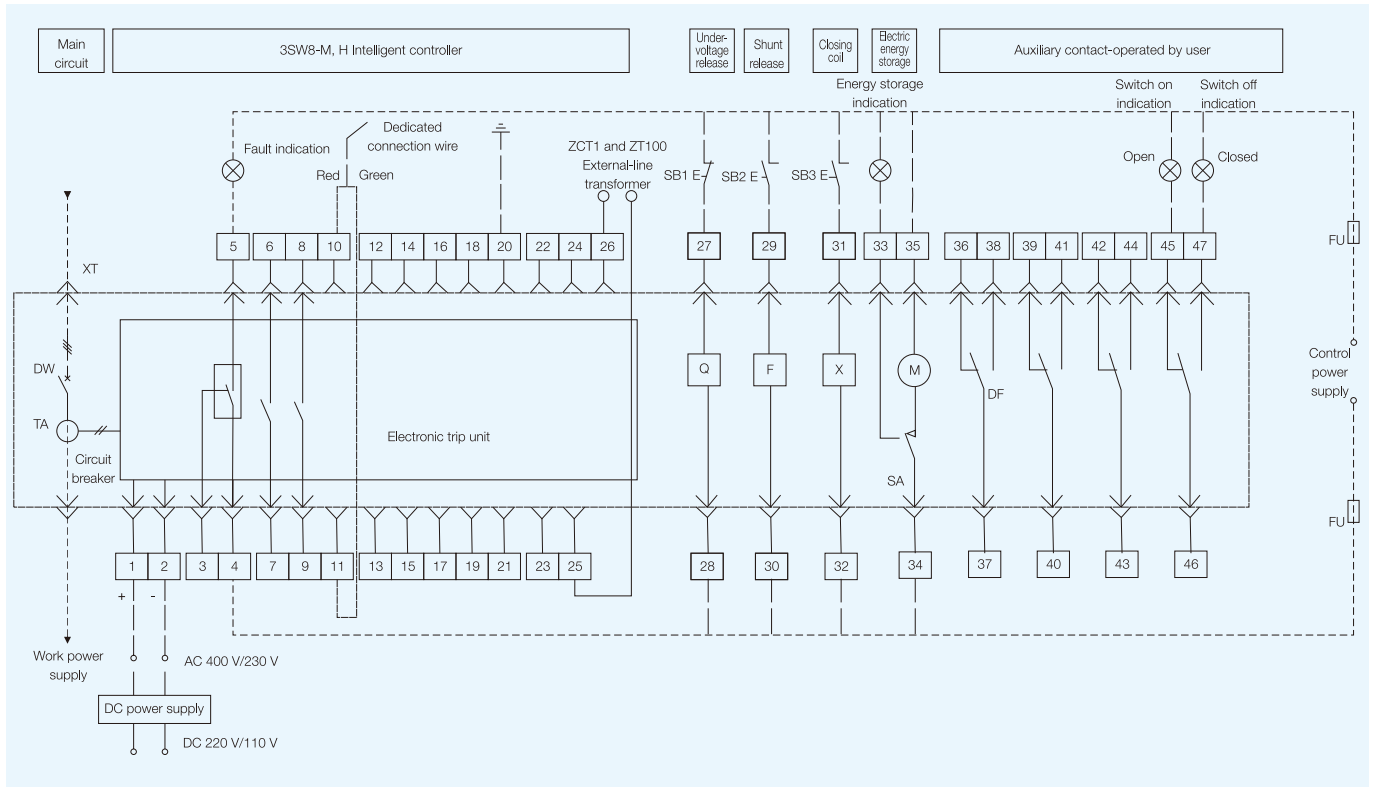 Main
circuit
3SW8-M, H Intelligent controller
Under-
voltage
release
Shunt
release
Closing
coil
Electric
energy
storage
Auxiliary contact-operated by user
Energy storage
indication
Switch on
indication
Switch off
indication
Fault indication
Dedicated
connection wire
Red
Green
ZCT1 and ZT100
External-line
transformer
SB1 E
SB2 E
SB3 E
Open
Closed
5
6
8
10
12
14
16
18
20
22
24
26
27
29
31
33
35
36
38
39
41
42
44
45
47
FU
XT
DW
TA
Circuit
breaker
Electronic trip unit
Q
F
X
M
DF
SA
Control
power
supply
FU
1
2
3
4
7
9
11
13
15
17
19
21
23
25
28
30
32
34
37
40
43
46
+
-
Work power
supply
AC 400 V/230 V
DC power supply
DC 220 V/110 V